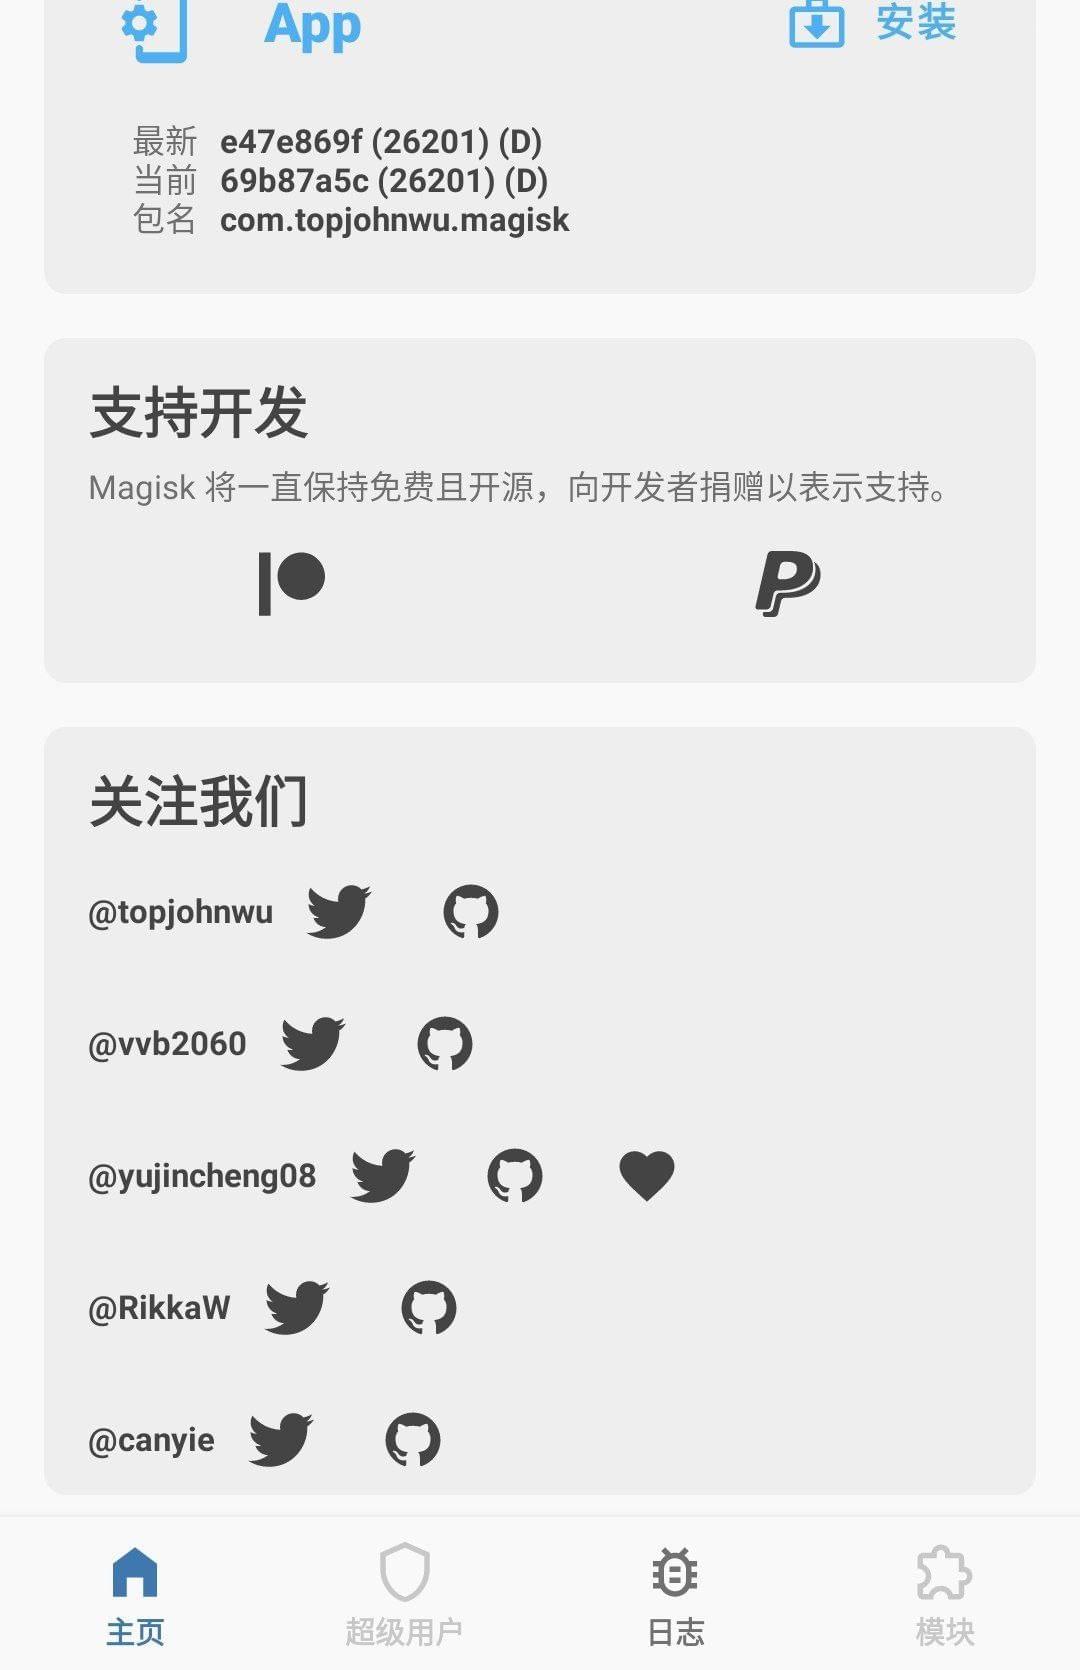 App
安装
最新 e47e869f (26201) (D)
当前 69b87a5c (26201) (D)
包名 com.topjohnwu.magisk
支持开发
Magisk 将一直保持免费且开源，向开发者捐赠以表示支持。
关注我们
@topjohnwu
@vvb2060
@yujincheng08
@RikkaW
@canyie
主页 超级用户 日志 模块